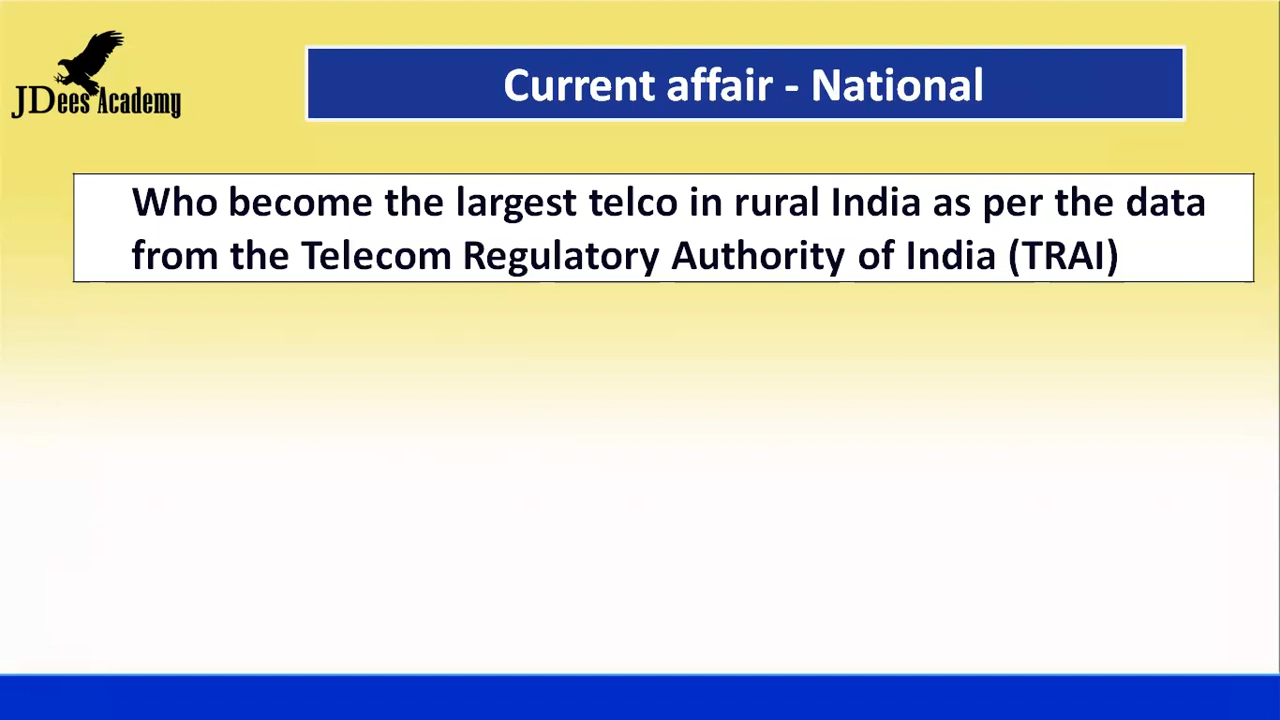 JDees Academy
Current affair - National
Who become the largest telco in rural India as per the data
from the Telecom Regulatory Authority of India (TRAI)